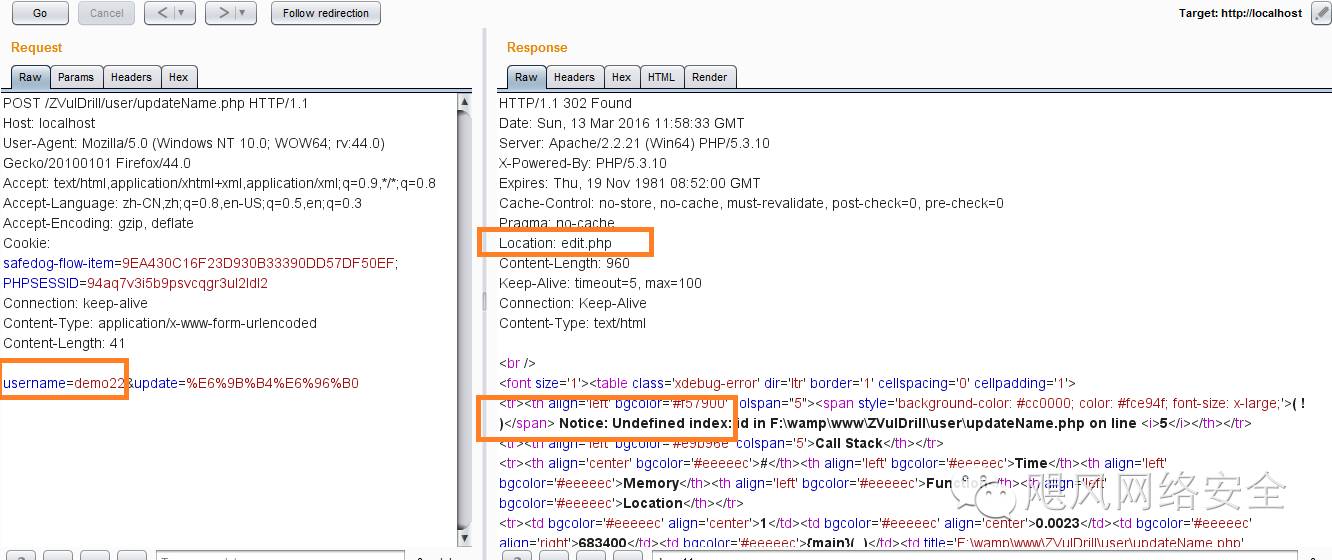 Go Cancel < > Follow redirection Target: http://localhost
Request
Raw Params Headers Hex
POST /ZVulDrill/user/updateName.php HTTP/1.1
Host: localhost
User-Agent: Mozilla/5.0 (Windows NT 10.0; WOW64; rv:44.0)
Gecko/20100101 Firefox/44.0
Accept: text/html,application/xhtml+xml,application/xml;q=0.9,*/*;q=0.8
Accept-Language: zh-CN,zh;q=0.8,en-US;q=0.5,en;q=0.3
Accept-Encoding: gzip, deflate
Cookie:
safedog-flow-item=9EA430C16F23D930B33390DD57DF50EF;
PHPSESSID=94aq7v3i5b9psvcqgr3ul2ldl2
Connection: keep-alive
Content-Type: application/x-www-form-urlencoded
Content-Length: 41
username=demo22&update=%E6%9B%B4%E6%96%B0
Response
Raw Headers Hex HTML Render
HTTP/1.1 302 Found
Date: Sun, 13 Mar 2016 11:58:33 GMT
Server: Apache/2.2.21 (Win64) PHP/5.3.10
X-Powered-By: PHP/5.3.10
Expires: Thu, 19 Nov 1981 08:52:00 GMT
Cache-Control: no-store, no-cache, must-revalidate, post-check=0, pre-check=0
Pragma: no-cache
Location: edit.php
Content-Length: 960
Keep-Alive: timeout=5, max=100
Connection: Keep-Alive
Content-Type: text/html
<br />
<font size='1'><table class='xdebug-error' dir='ltr' border='1' cellspacing='0' cellpadding='1'>
<tr><th align='left' bgcolor='#f57900' colspan="5"><span style='background-color: #cc0000; color: #fce94f; font-size: x-large;'>( !
)</span> Notice: Undefined index: id in F:\wamp\www\ZVulDrill\user\updateName.php on line <i>5</i></th></tr>
<tr><th align='left' bgcolor='#e9b96e' colspan='5'>Call Stack</th></tr>
<tr><th align='center' bgcolor='#eeeeec'>#</th><th align='left' bgcolor='#eeeeec'>Time</th><th align='left'
bgcolor='#eeeeec'>Memory</th><th align='left' bgcolor='#eeeeec'>Function</th><th align='left'
bgcolor='#eeeeec'>Location</th></tr>
<tr><td bgcolor='#eeeeec' align='center'>1</td><td bgcolor='#eeeeec' align='center'>0.0023</td><td bgcolor='#eeeeec'
align='right'>683400</td><td bgcolor='#eeeeec'>{main}( )</td><td title='F:\wamp\www\ZVulDrill\user\updateName.php'
飓风网络安全